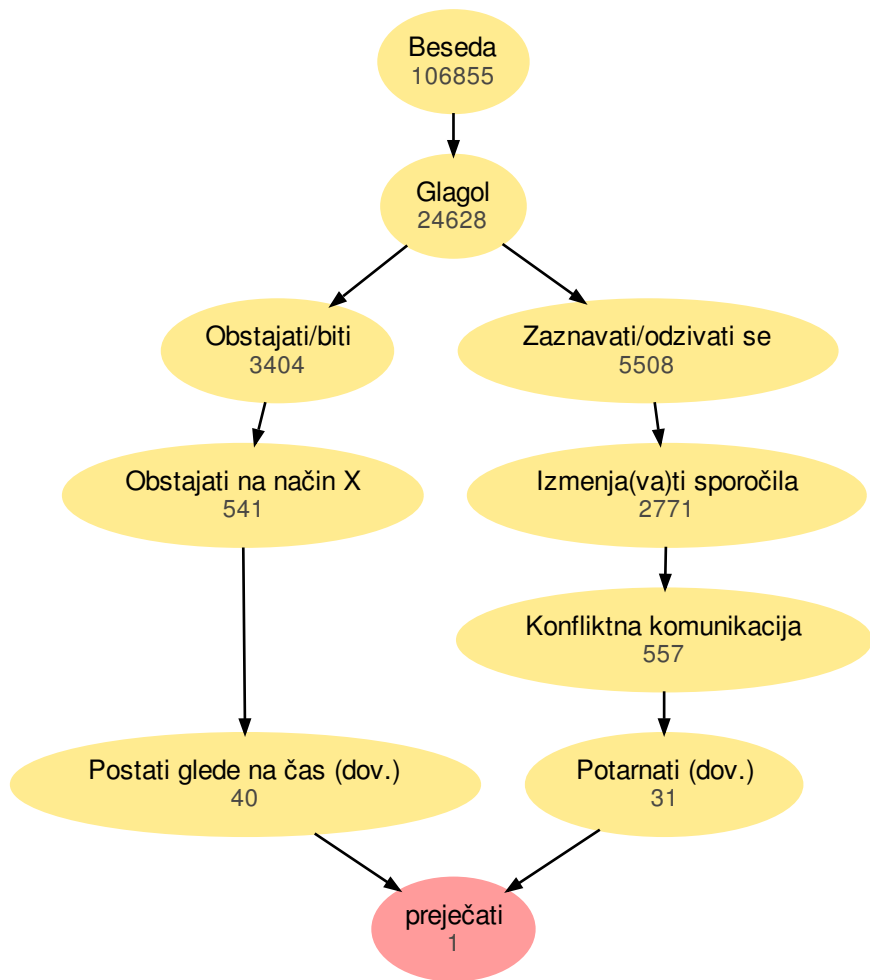 Beseda
106855
Glagol
24628
Obstajati/biti
3404
Zaznavati/odzivati se
5508
Obstajati na način X
541
Izmenja(va)ti sporočila
2771
Konfliktna komunikacija
557
Postati glede na čas (dov.)
40
Potarnati (dov.)
31
preječati
1